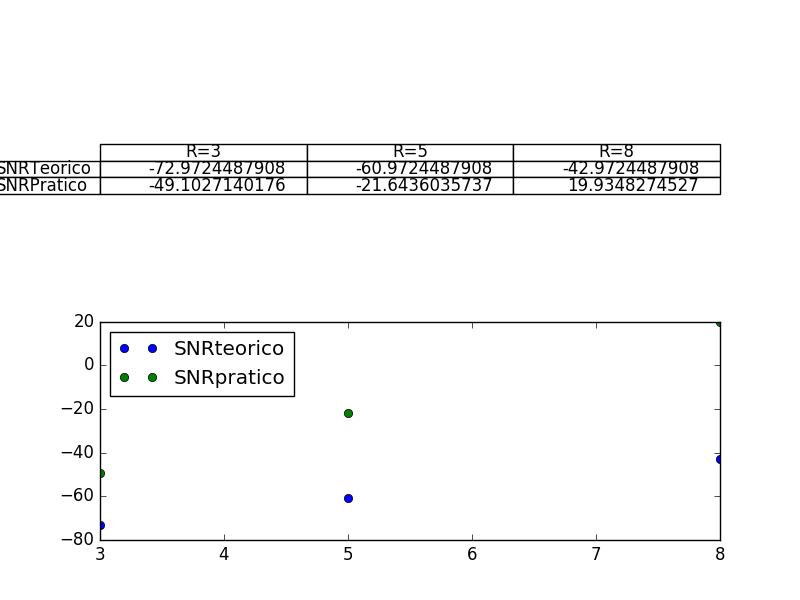 R=3 R=5 R=8
SNRTeorico -72.9724487908 -60.9724487908 -42.9724487908
SNRPratico -49.1027140176 -21.6436035737 19.9348274527
20
SNRteorico
0
SNRpratico
−20
−40
−60
−80
3 4 5 6 7 8